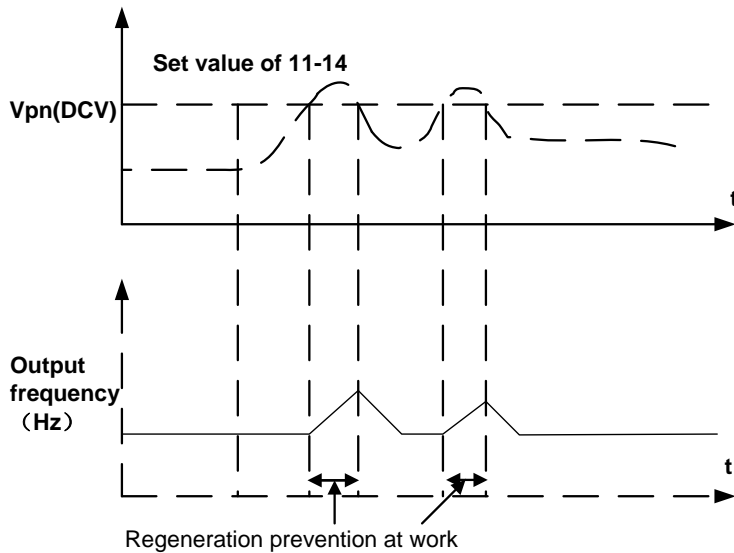 Set value of 11-14
Vpn(DCV)
t
Output
frequency
（Hz）
t
Regeneration prevention at work